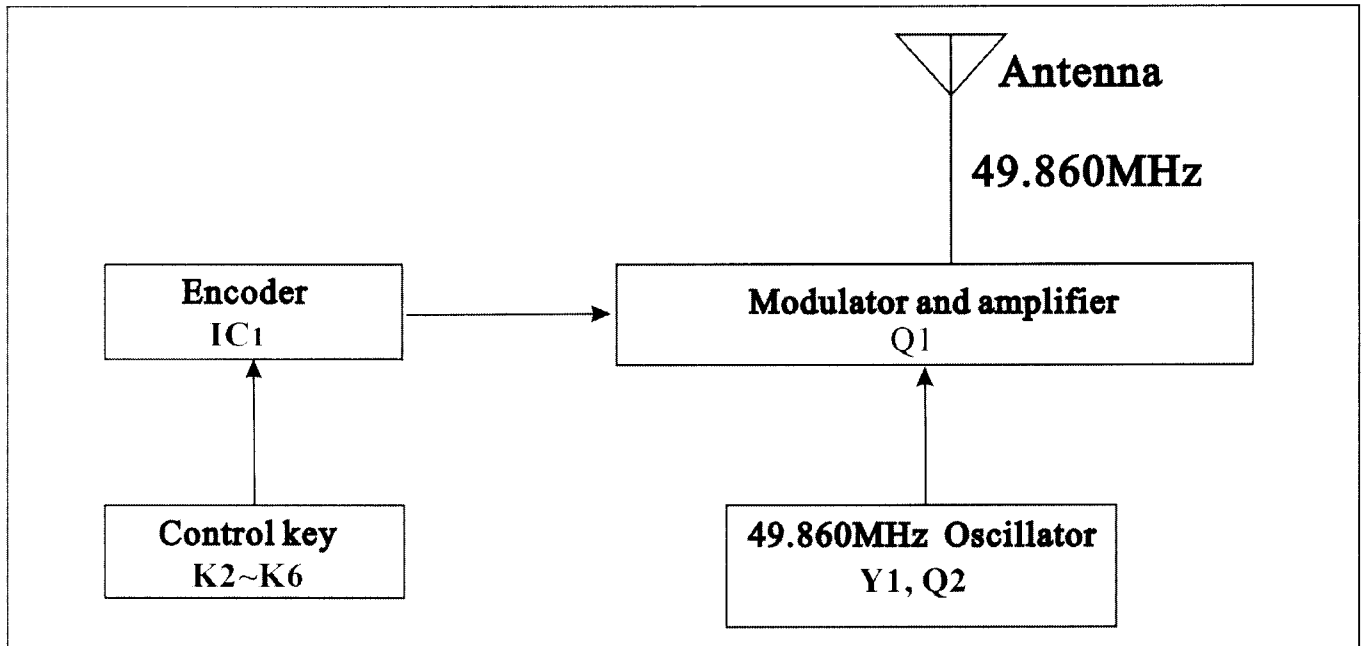 Antenna
49.860MHz
Encoder
IC1
Modulator and amplifier
Q1
Control key
K2~K6
49.860MHz Oscillator
Y1, Q2